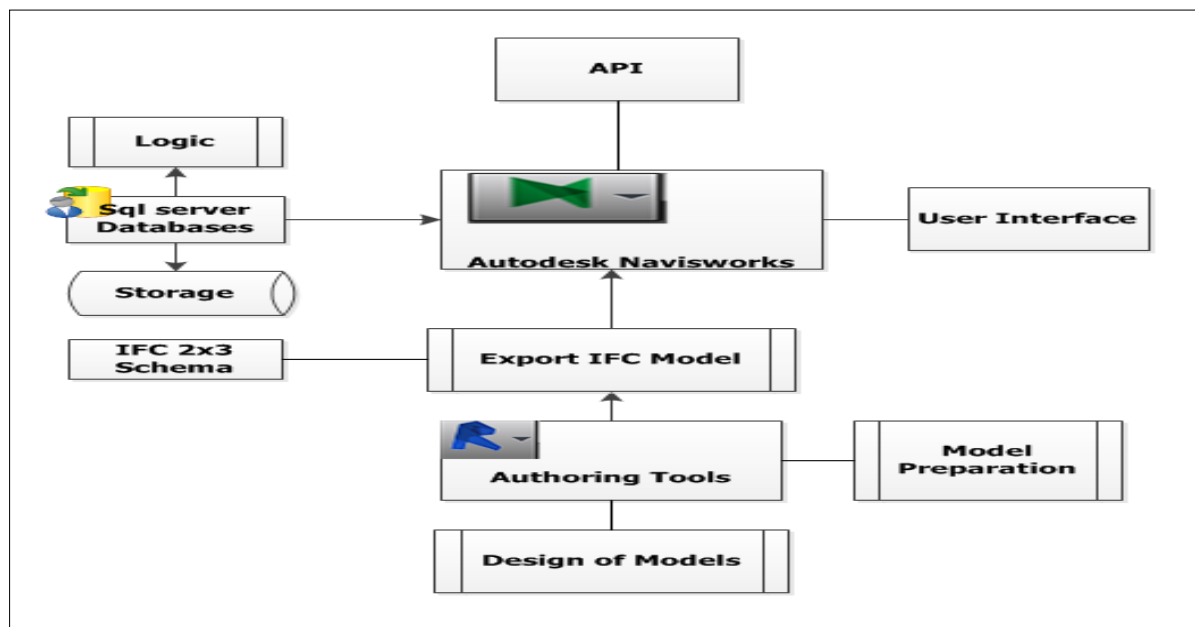 API
Logic
Sql server
Databases
Autodesk Navisworks
User Interface
Storage
IFC 2x3
Schema
Export IFC Model
Authoring Tools
Model
Preparation
Design of Models